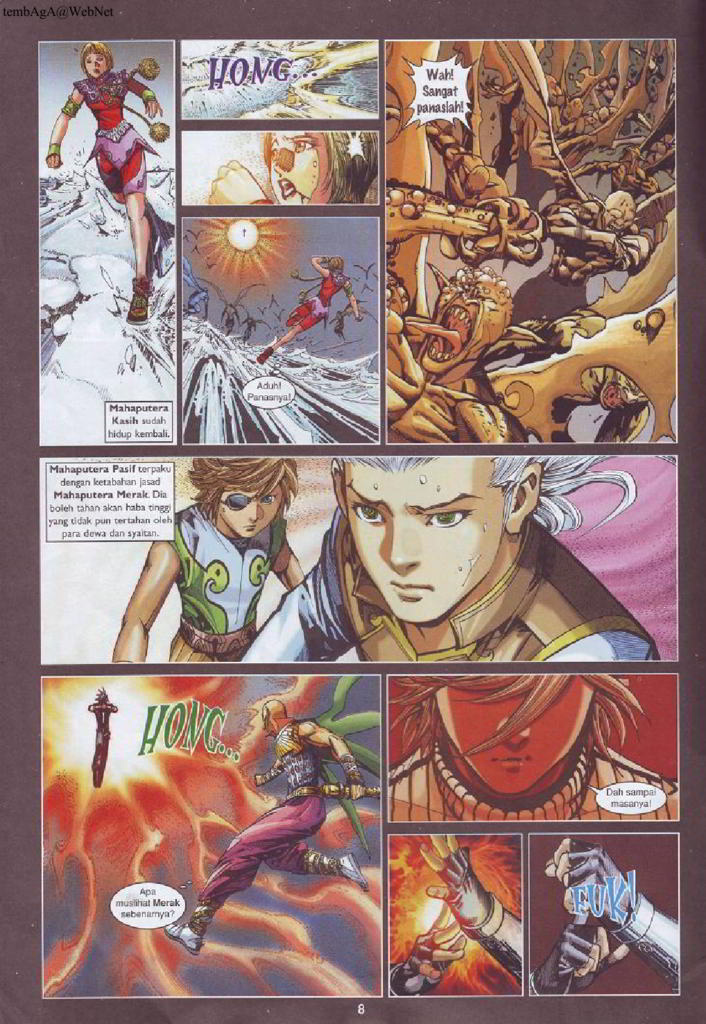 tembAgA@WebNet
HONG...
Wah!
Sangat
panaslah!
Aduh!
Panasnya!
Mahaputera
Kasih sudah
hidup kembali.
Mahaputera Pasif terpaku
dengan ketabahan jasad
Mahaputera Merak. Dia
boleh tahan akan haba tinggi
yang tidak pun tertahan oleh
para dewa dan syaitan.
HONG...
Apa
muslihat Merak
sebenarnya?
Dah sampai
masanya!
FUK!
8